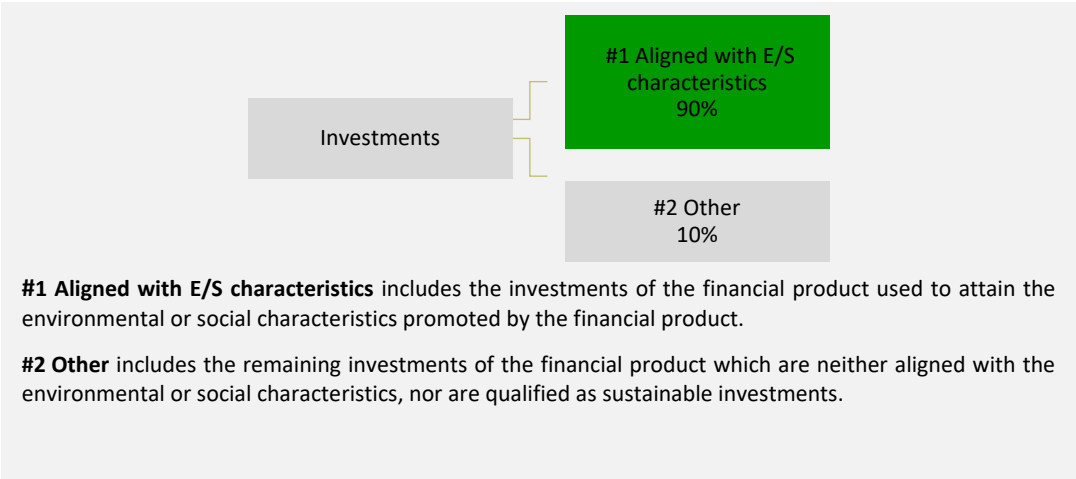 #1 Aligned with E/S
characteristics
90%
Investments
#2 Other
10%
#1 Aligned with E/S characteristics includes the investments of the financial product used to attain the
environmental or social characteristics promoted by the financial product.
#2 Other includes the remaining investments of the financial product which are neither aligned with the
environmental or social characteristics, nor are qualified as sustainable investments.